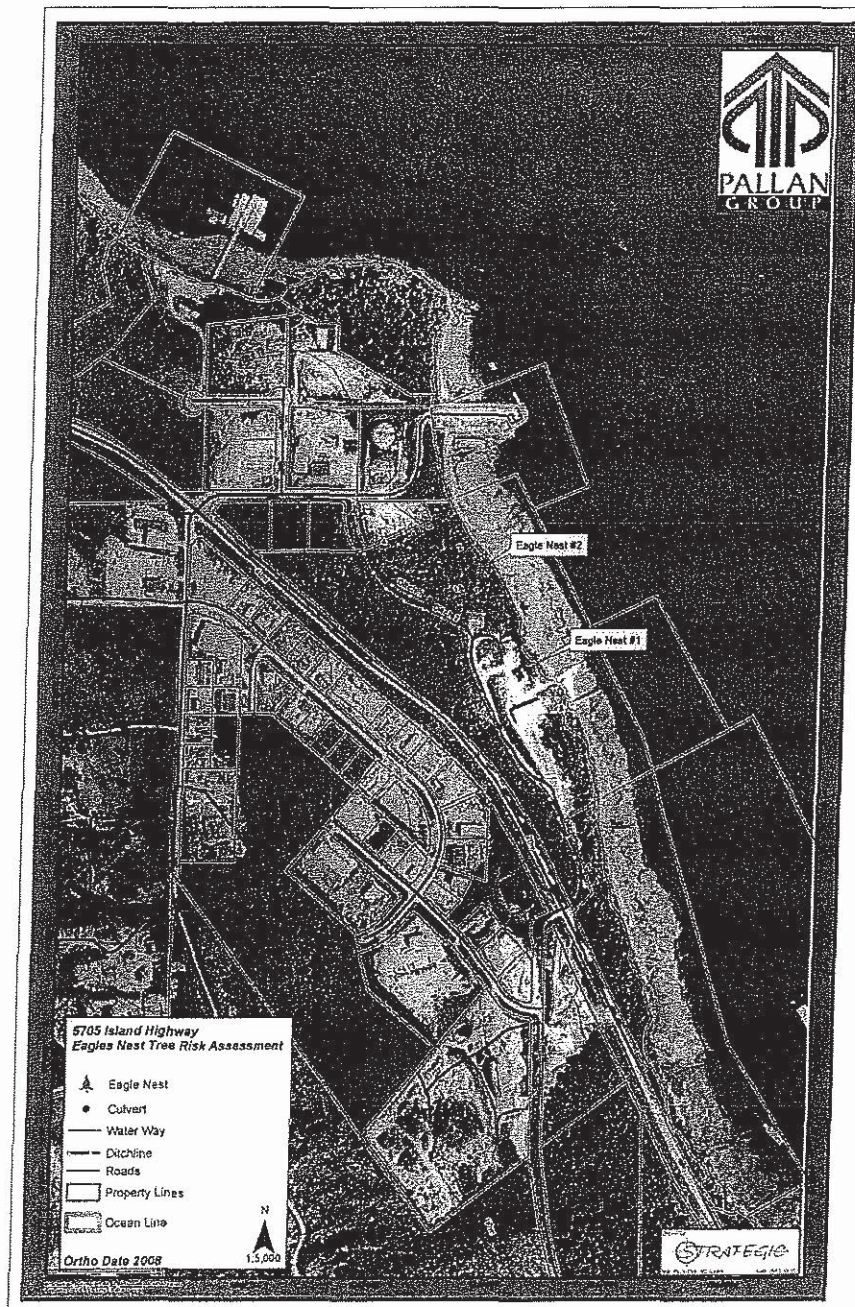 PALLAN
GROUP
Eagle Nest #2
Eagle Nest #1
5705 Island Highway
Eagles Nest Tree Risk Assessment
Eagle Nest
Culvert
Water Way
Ditchline
Roads
Property Lines
Ocean Line
N
1:5,000
Ortho Date 2008
STRATEGIC